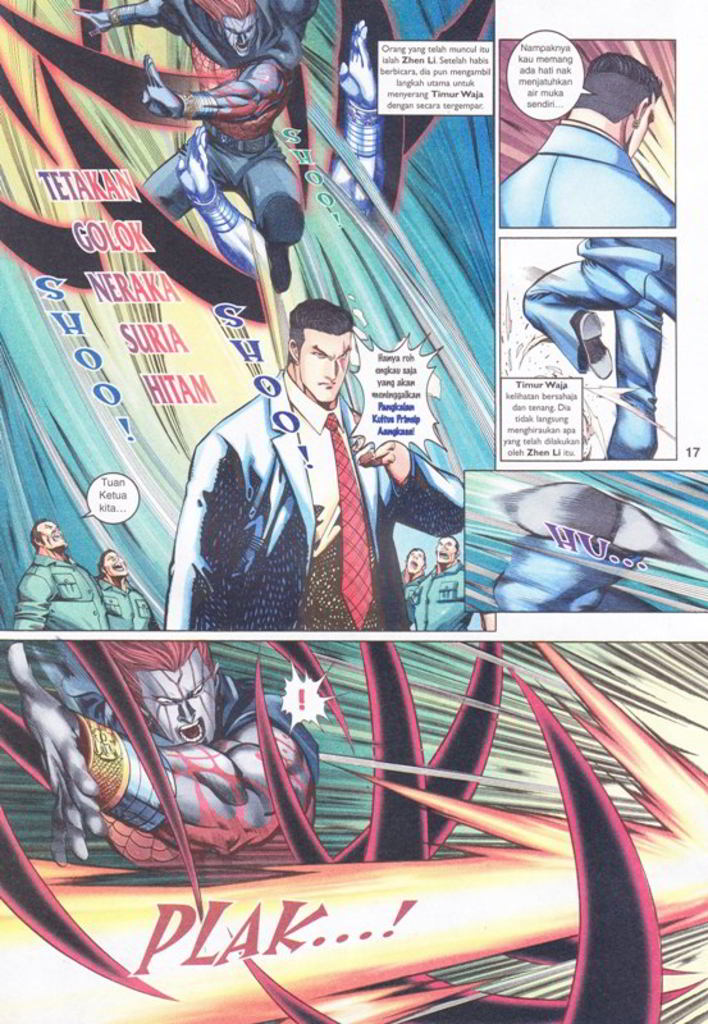 Orang yang telah muncul itu
ialah Zhen Li. Setelah habis
berbicara, dia pun mengambil
langkah untuk
menyerang Timur Waja
dengan secara tergempar.
Nampaknya
kau memang
ada hati nak
menjatuhkan
air muka
sendiri...
SHOO!
TETAKAN
GOLOK
NERAKA
SURIA
HITAM
SHOO!
SHOO!
Hanya roh
engkau saja
yang akan
meninggalkan
Pangkalan
Kultus Prinsip
Aangkasa!
Timur Waja
kelihatan bersahaja
dan tenang. Dia
tidak langsung
menghiraukan apa
yang telah dilakukan
oleh Zhen Li itu.
17
Tuan
Ketua
kita...
HU...
!
PLAK....!